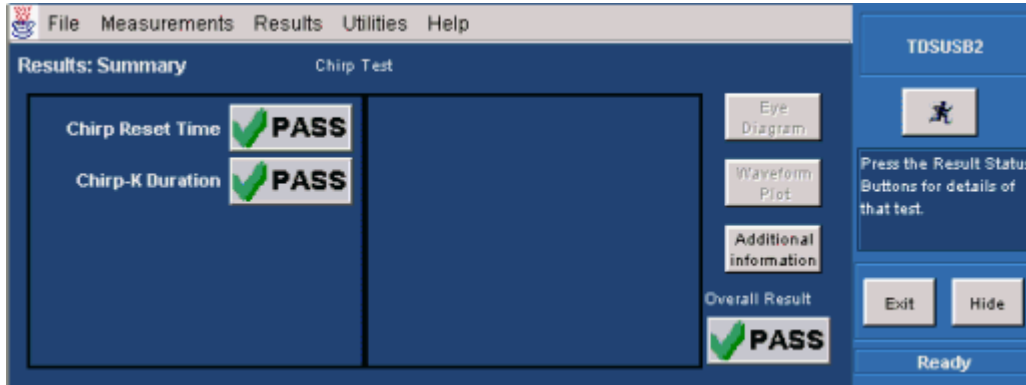 File Measurements Results Utilities Help
Results: Summary Chirp Test
Chirp Reset Time PASS
Chirp-K Duration PASS
Eye
Diagram
Waveform
Plot
Additional
information
Overall Result
PASS
TDSUSB2
Press the Result Status
Buttons for details of
that test.
Exit Hide
Ready